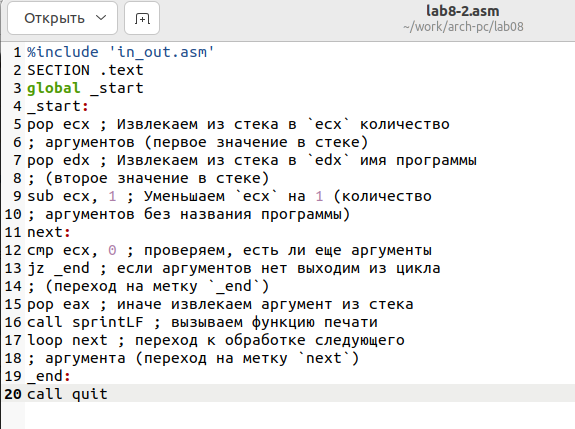 Открыть
lab8-2.asm
~/work/arch-pc/lab08
1 %include 'in_out.asm'
2 SECTION .text
3 global _start
4 _start:
5 pop ecx ; Извлекаем из стека в `ecx` количество
6 ; аргументов (первое значение в стеке)
7 pop edx ; Извлекаем из стека в `edx` имя программы
8 ; (второе значение в стеке)
9 sub ecx, 1 ; Уменьшаем `ecx` на 1 (количество
10 ; аргументов без названия программы)
11 next:
12 cmp ecx, 0 ; проверяем, есть ли еще аргументы
13 jz _end ; если аргументов нет выходим из цикла
14 ; (переход на метку `_end`)
15 pop eax ; иначе извлекаем аргумент из стека
16 call sprintLF ; вызываем функцию печати
17 loop next ; переход к обработке следующего
18 ; аргумента (переход на метку `next`)
19 _end:
20 call quit